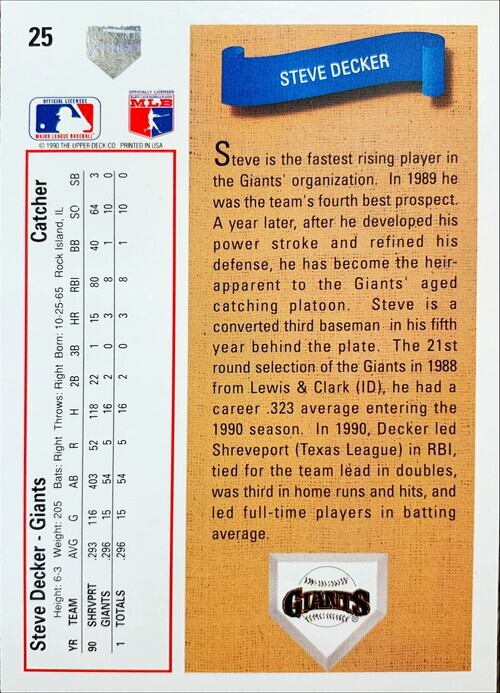 25
OFFICIAL LICENSEE
MAJOR LEAGUE BASEBALL
OFFICIALLY LICENSED
MLB
© 1990 THE UPPER DECK CO. PRINTED IN USA
Steve Decker - Giants Catcher
Height: 6-3 Weight: 205 Bats: Right Throws: Right Born: 10-25-65 Rock Island, IL
YR TEAM AVG G AB R H 2B 3B HR RBI BB SO SB
90 SHRVPRT .293 116 403 52 118 22 1 15 80 40 64 3
GIANTS .296 15 54 5 16 2 0 3 8 1 10 0
1 TOTALS .296 15 54 5 16 2 0 3 8 1 10 0
STEVE DECKER
Steve is the fastest rising player in
the Giants' organization. In 1989 he
was the team's fourth best prospect.
A year later, after he developed his
power stroke and refined his
defense, he has become the heir-
apparent to the Giants' aged
catching platoon. Steve is a
converted third baseman in his fifth
year behind the plate. The 21st
round selection of the Giants in 1988
from Lewis & Clark (ID), he had a
career .323 average entering the
1990 season. In 1990, Decker led
Shreveport (Texas League) in RBI,
tied for the team lead in doubles,
was third in home runs and hits, and
led full-time players in batting
average.
GIANTS